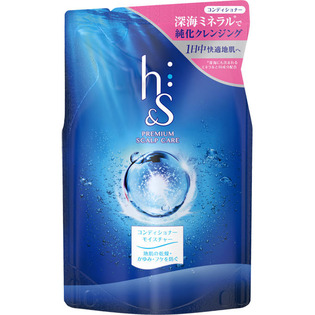 コンディショナー
深海ミネラル*で
純化クレンジング
1日中快適地肌へ
h&S
PREMIUM
SCALP CARE
コンディショナー
モイスチャー
地肌の乾燥・
かゆみ・フケを防ぐ